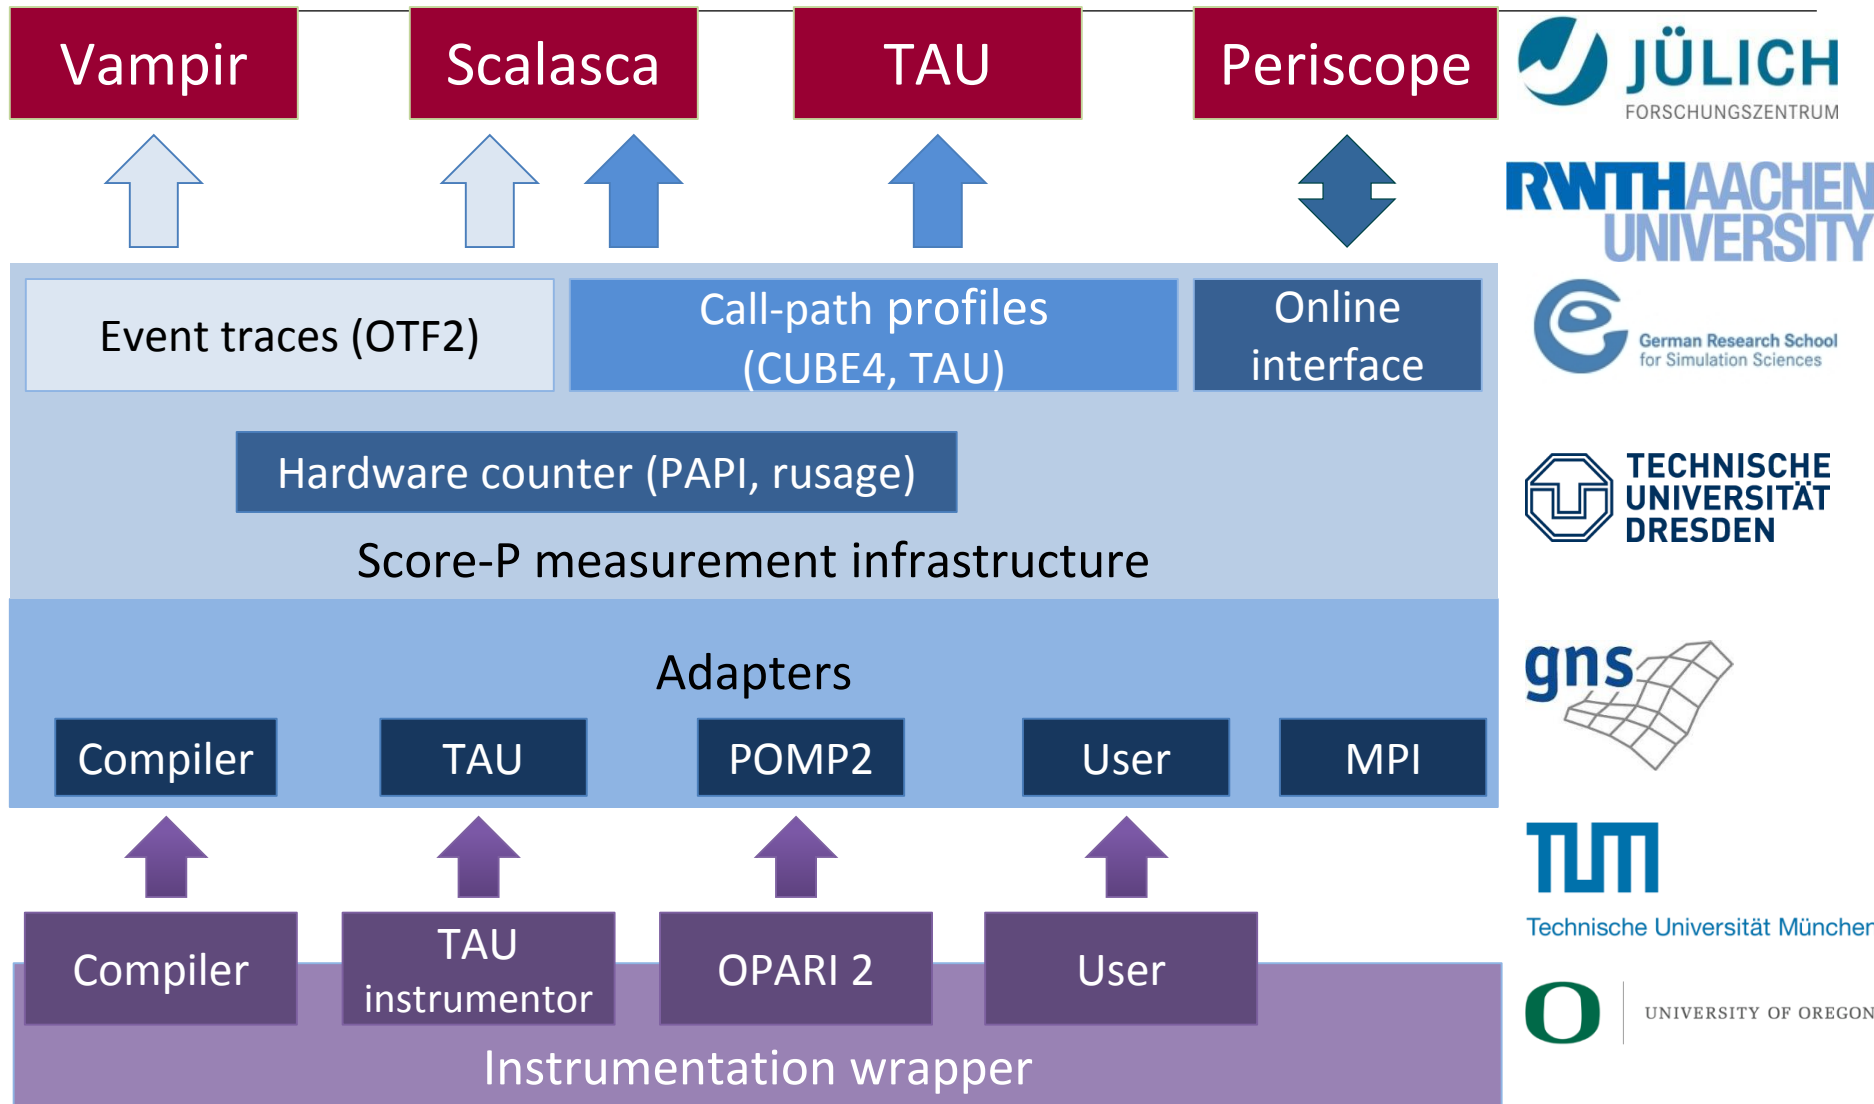 Vampir
Scalasca
TAU
Periscope
JÜLICH
FORSCHUNGSZENTRUM
RWTHAACHEN
UNIVERSITY
Event traces (OTF2)
Call-path profiles
(CUBE4, TAU)
Online
interface
German Research School
for Simulation Sciences
Hardware counter (PAPI, rusage)
TECHNISCHE
UNIVERSITÄT
DRESDEN
Score-P measurement infrastructure
Adapters
gns
Compiler
TAU
POMP2
User
MPI
TUM
Technische Universität München
Compiler
TAU
instrumentor
OPARI 2
User
O
UNIVERSITY OF OREGON
Instrumentation wrapper